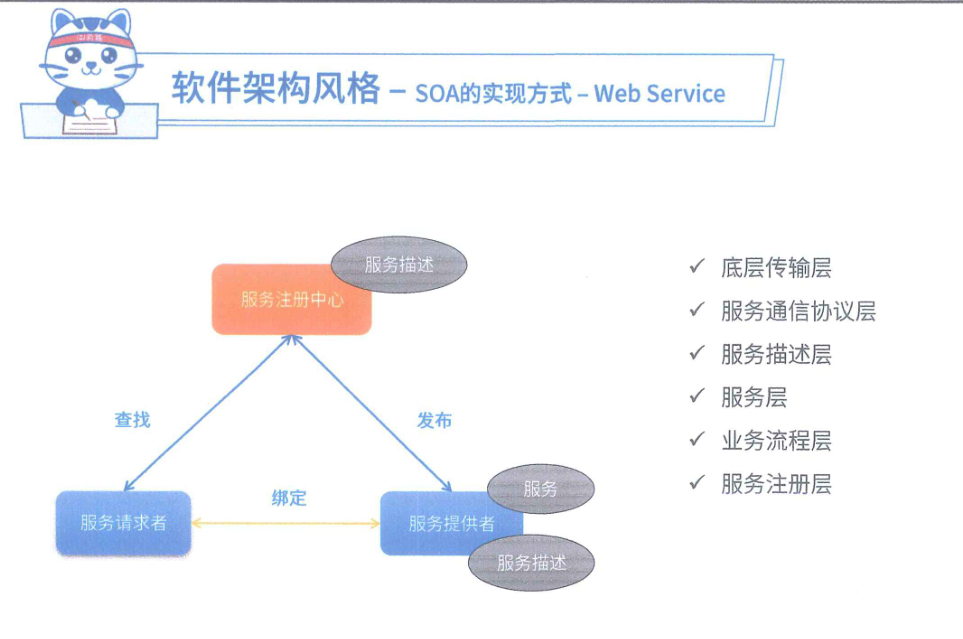 软件架构风格 – SOA的实现方式 – Web Service
服务描述
服务注册中心
查找
发布
绑定
服务请求者
服务提供者
服务
服务描述
✓ 底层传输层
✓ 服务通信协议层
✓ 服务描述层
✓ 服务层
✓ 业务流程层
✓ 服务注册层